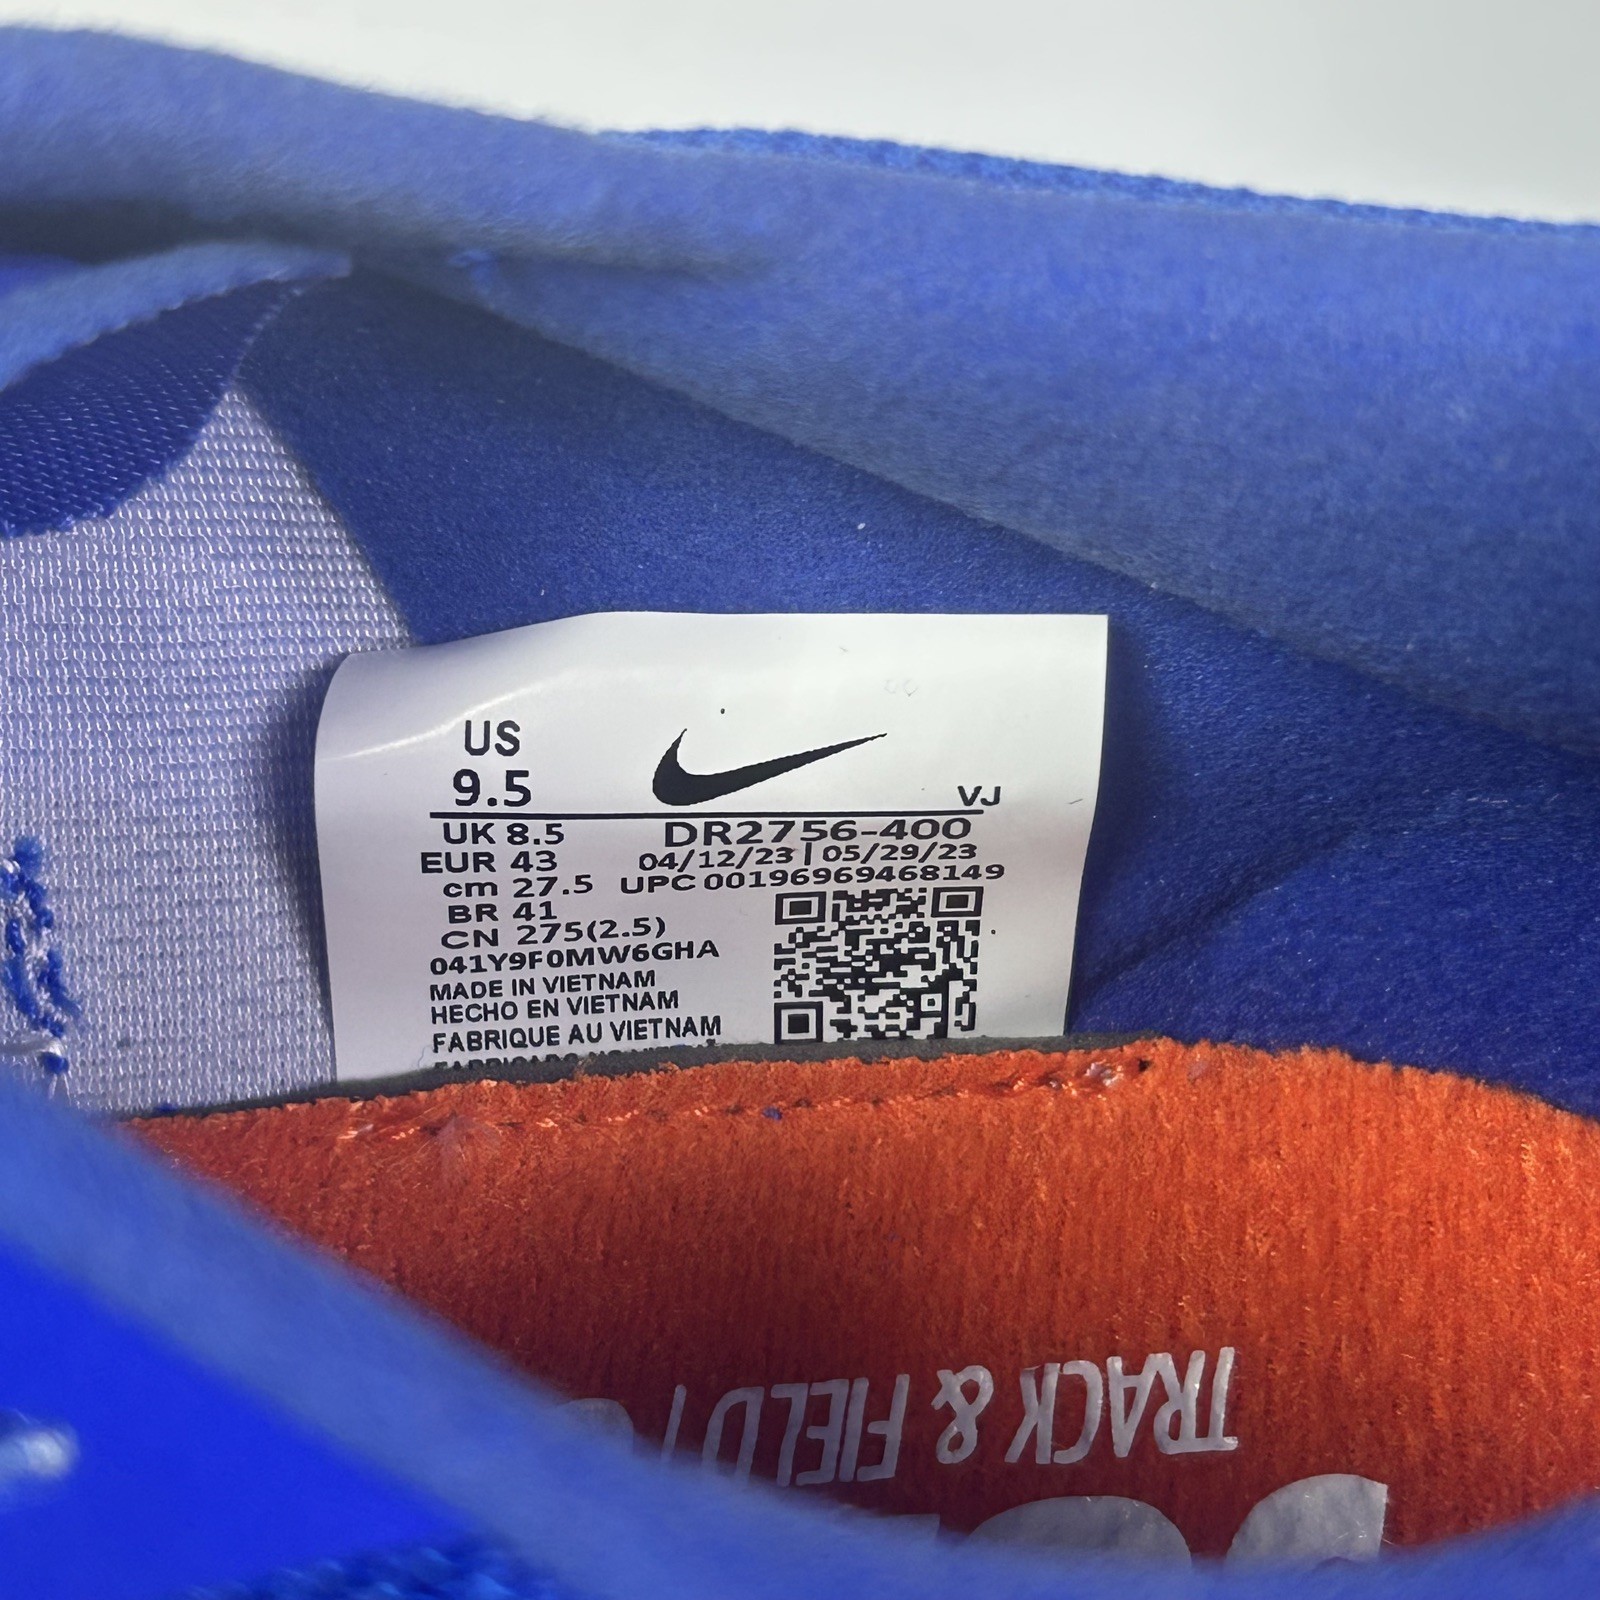 US
9.5
VJ
UK 8.5
DR2756-400
EUR 43
04/12/23 | 05/29/23
cm 27.5
UPC 00196969468149
BR 41
CN 275(2.5)
041Y9F0MW6GHA
MADE IN VIETNAM
HECHO EN VIETNAM
FABRIQUE AU VIETNAM
TRACK & FIELD